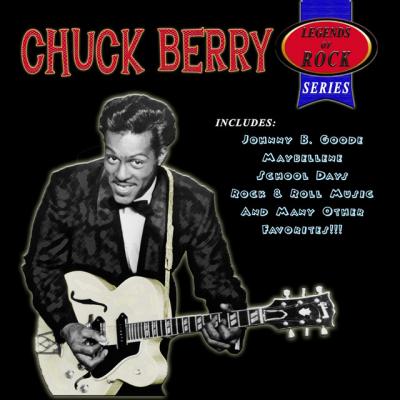 CHUCK BERRY
LEGENDS
OF
ROCK
SERIES
INCLUDES:
Johnny B. Goode
Maybellene
School Days
Rock & Roll Music
And Many Other
Favorites!!!